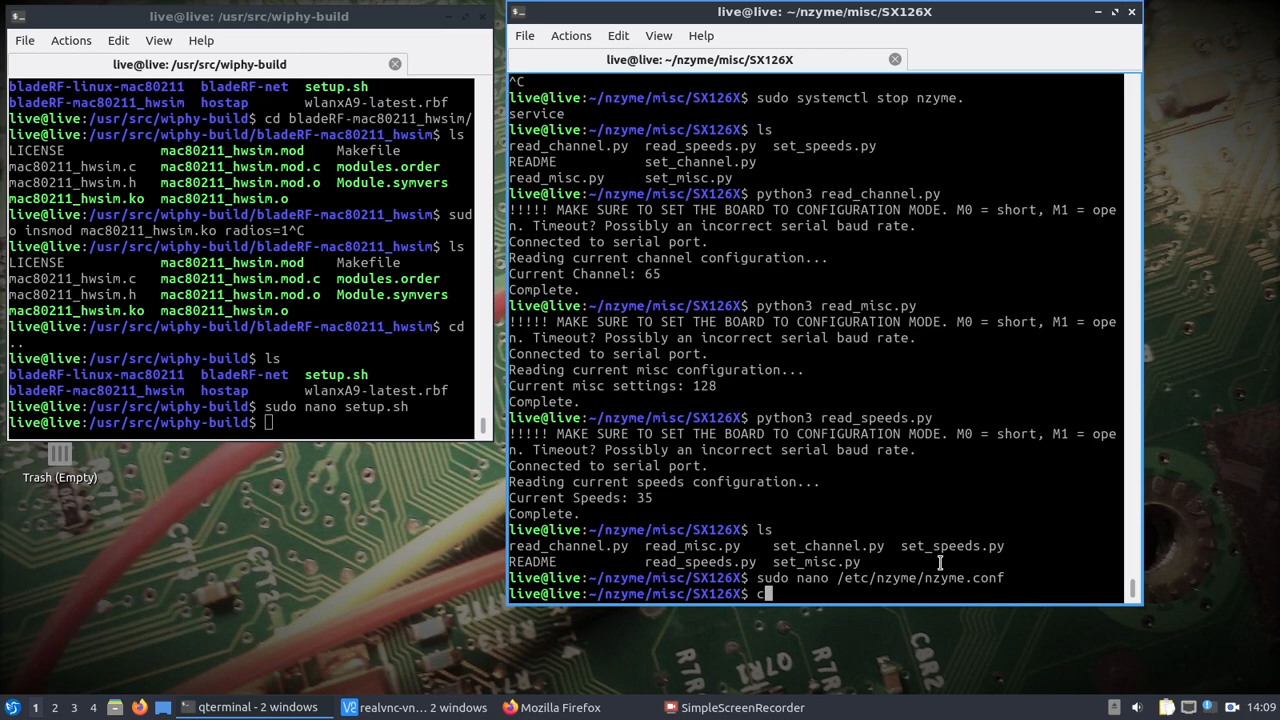 live@live: /usr/src/wiphy-build
File Actions Edit View Help
live@live: /usr/src/wiphy-build
bladeRF-linux-mac80211 bladeRF-net setup.sh
bladeRF-mac80211_hwsim hostap wlanxA9-latest.rbf
live@live:/usr/src/wiphy-build$ cd bladeRF-mac80211_hwsim/
live@live:/usr/src/wiphy-build/bladeRF-mac80211_hwsim$ ls
LICENSE mac80211_hwsim.mod Makefile
mac80211_hwsim.c mac80211_hwsim.mod.c modules.order
mac80211_hwsim.h mac80211_hwsim.mod.o Module.symvers
mac80211_hwsim.ko mac80211_hwsim.o
live@live:/usr/src/wiphy-build/bladeRF-mac80211_hwsim$ sud
o insmod mac80211_hwsim.ko radios=1^C
live@live:/usr/src/wiphy-build/bladeRF-mac80211_hwsim$ ls
LICENSE mac80211_hwsim.mod Makefile
mac80211_hwsim.c mac80211_hwsim.mod.c modules.order
mac80211_hwsim.h mac80211_hwsim.mod.o Module.symvers
mac80211_hwsim.ko mac80211_hwsim.o
live@live:/usr/src/wiphy-build/bladeRF-mac80211_hwsim$ cd
..
live@live:/usr/src/wiphy-build$ ls
bladeRF-linux-mac80211 bladeRF-net setup.sh
bladeRF-mac80211_hwsim hostap wlanxA9-latest.rbf
live@live:/usr/src/wiphy-build$ sudo nano setup.sh
live@live:/usr/src/wiphy-build$
Trash (Empty)
live@live: ~/nzyme/misc/SX126X
File Actions Edit View Help
live@live: ~/nzyme/misc/SX126X
^C
live@live:~/nzyme/misc/SX126X$ sudo systemctl stop nzyme.
service
live@live:~/nzyme/misc/SX126X$ ls
read_channel.py read_speeds.py set_speeds.py
README set_channel.py
read_misc.py set_misc.py
live@live:~/nzyme/misc/SX126X$ python3 read_channel.py
!!!!! MAKE SURE TO SET THE BOARD TO CONFIGURATION MODE. M0 = short, M1 = ope
n. Timeout? Possibly an incorrect serial baud rate.
Connected to serial port.
Reading current channel configuration...
Current Channel: 65
Complete.
live@live:~/nzyme/misc/SX126X$ python3 read_misc.py
!!!!! MAKE SURE TO SET THE BOARD TO CONFIGURATION MODE. M0 = short, M1 = ope
n. Timeout? Possibly an incorrect serial baud rate.
Connected to serial port.
Reading current misc configuration...
Current misc settings: 128
Complete.
live@live:~/nzyme/misc/SX126X$ python3 read_speeds.py
!!!!! MAKE SURE TO SET THE BOARD TO CONFIGURATION MODE. M0 = short, M1 = ope
n. Timeout? Possibly an incorrect serial baud rate.
Connected to serial port.
Reading current speeds configuration...
Current Speeds: 35
Complete.
live@live:~/nzyme/misc/SX126X$ ls
read_channel.py read_misc.py set_channel.py set_speeds.py
README read_speeds.py set_misc.py
live@live:~/nzyme/misc/SX126X$ sudo nano /etc/nzyme/nzyme.conf
live@live:~/nzyme/misc/SX126X$ c
1 2 3 4 qterminal - 2 windows realvnc-vn... 2 windows Mozilla Firefox SimpleScreenRecorder 14:09